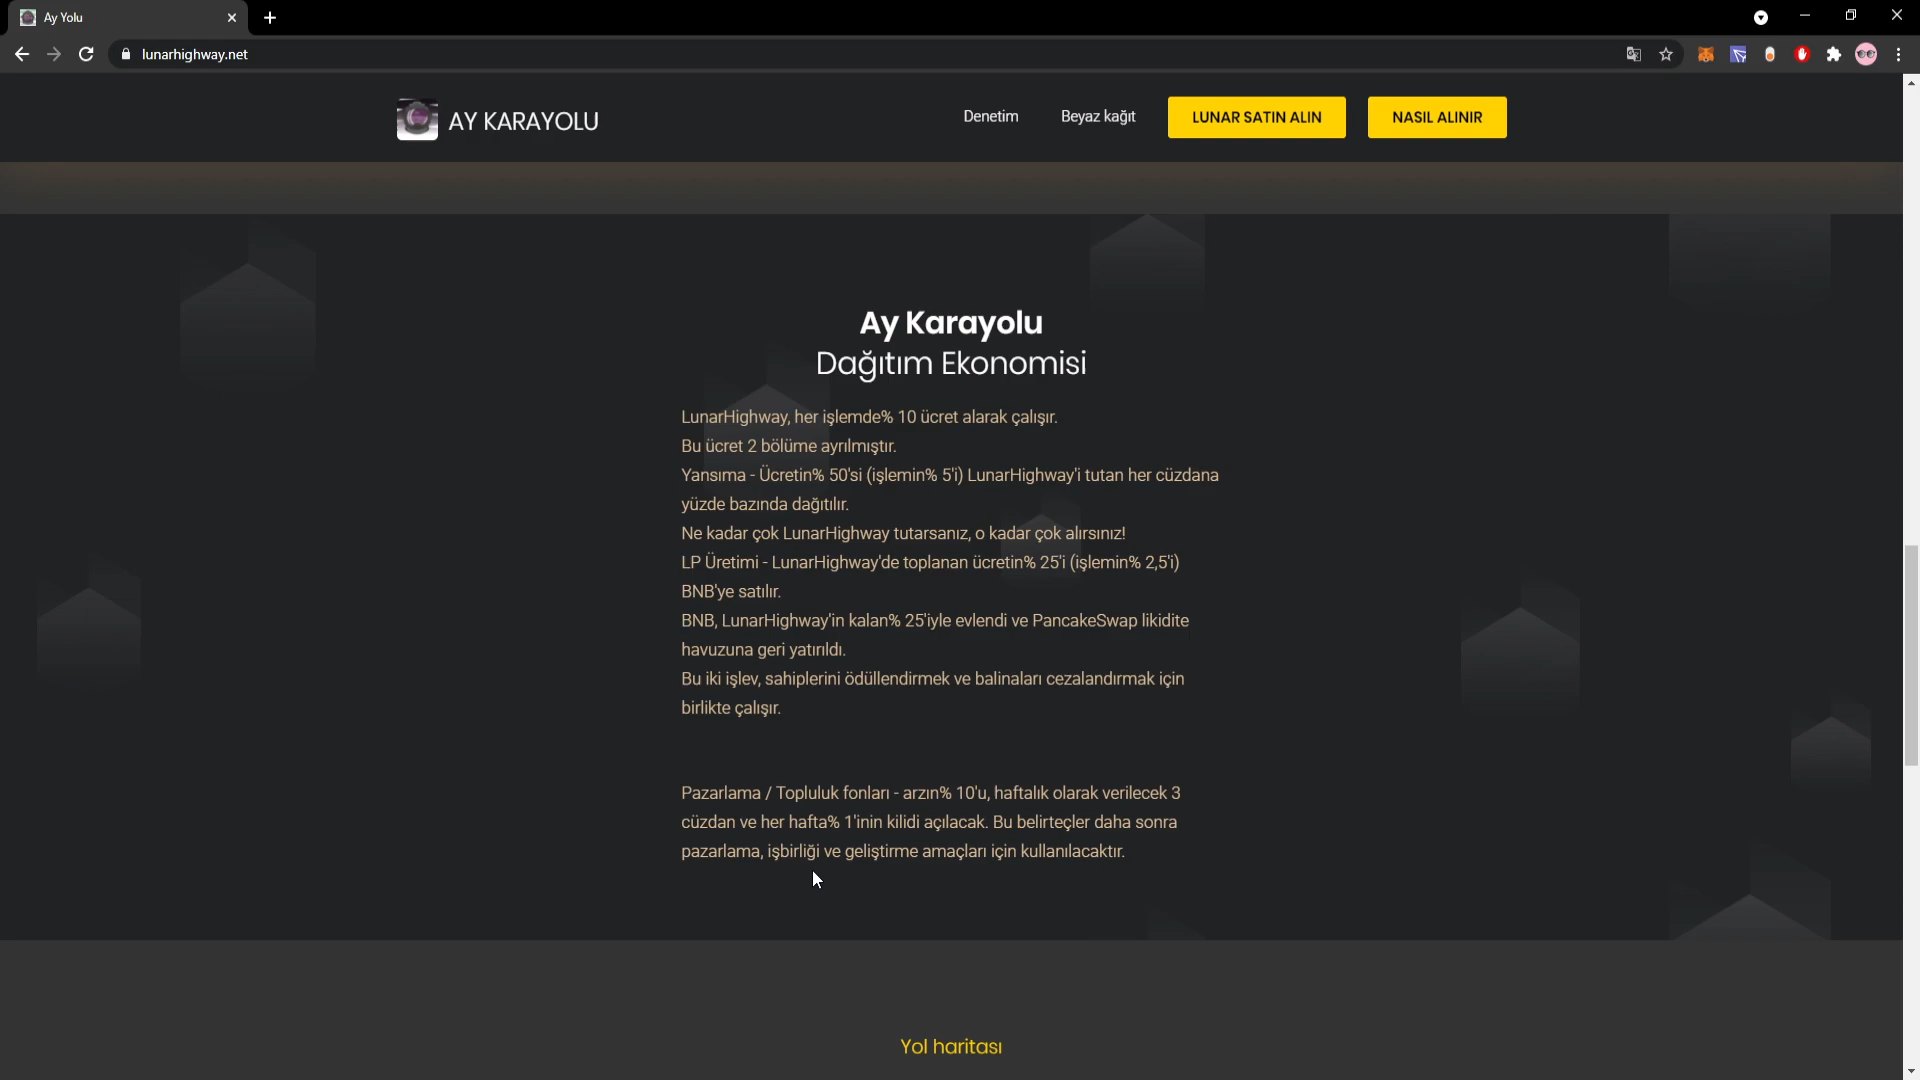 Ay Yolu
lunarhighway.net
AY KARAYOLU
Denetim
Beyaz kağıt
LUNAR SATIN ALIN
NASIL ALINIR
Ay Karayolu
Dağıtım Ekonomisi
LunarHighway, her işlemde% 10 ücret alarak çalışır.
Bu ücret 2 bölüme ayrılmıştır.
Yansıma - Ücretin% 50'si (işlemin% 5'i) LunarHighway'i tutan her cüzdana
yüzde bazında dağıtılır.
Ne kadar çok LunarHighway tutarsanız, o kadar çok alırsınız!
LP Üretimi - LunarHighway'de toplanan ücretin% 25'i (işlemin% 2,5'i)
BNB'ye satılır.
BNB, LunarHighway'in kalan% 25'iyle evlendi ve PancakeSwap likidite
havuzuna geri yatırıldı.
Bu iki işlev, sahiplerini ödüllendirmek ve balinaları cezalandırmak için
birlikte çalışır.
Pazarlama / Topluluk fonları - arzın% 10'u, haftalık olarak verilecek 3
cüzdan ve her hafta% 1'inin kilidi açılacak. Bu belirteçler daha sonra
pazarlama, işbirliği ve geliştirme amaçları için kullanılacaktır.
Yol haritası